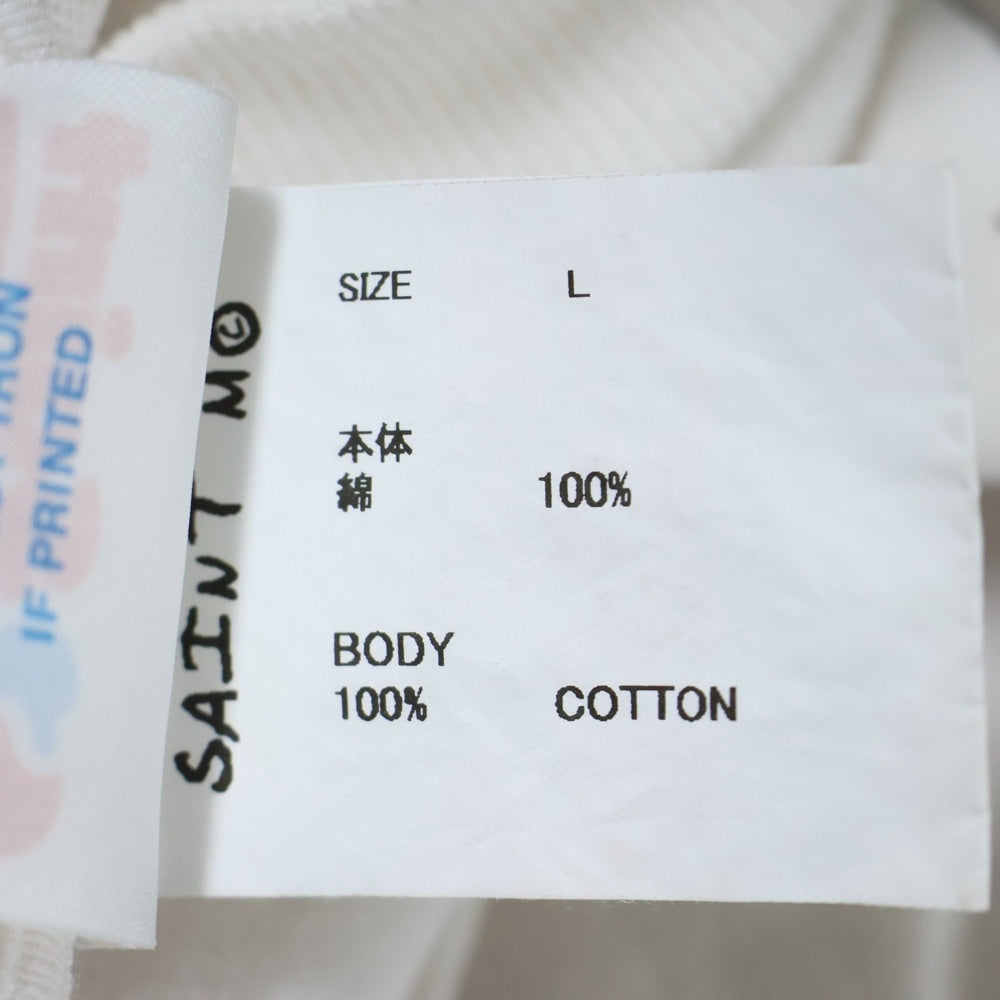 IF PRINTED
SAINT M©
SIZE L
本体
綿 100%
BODY
100% COTTON